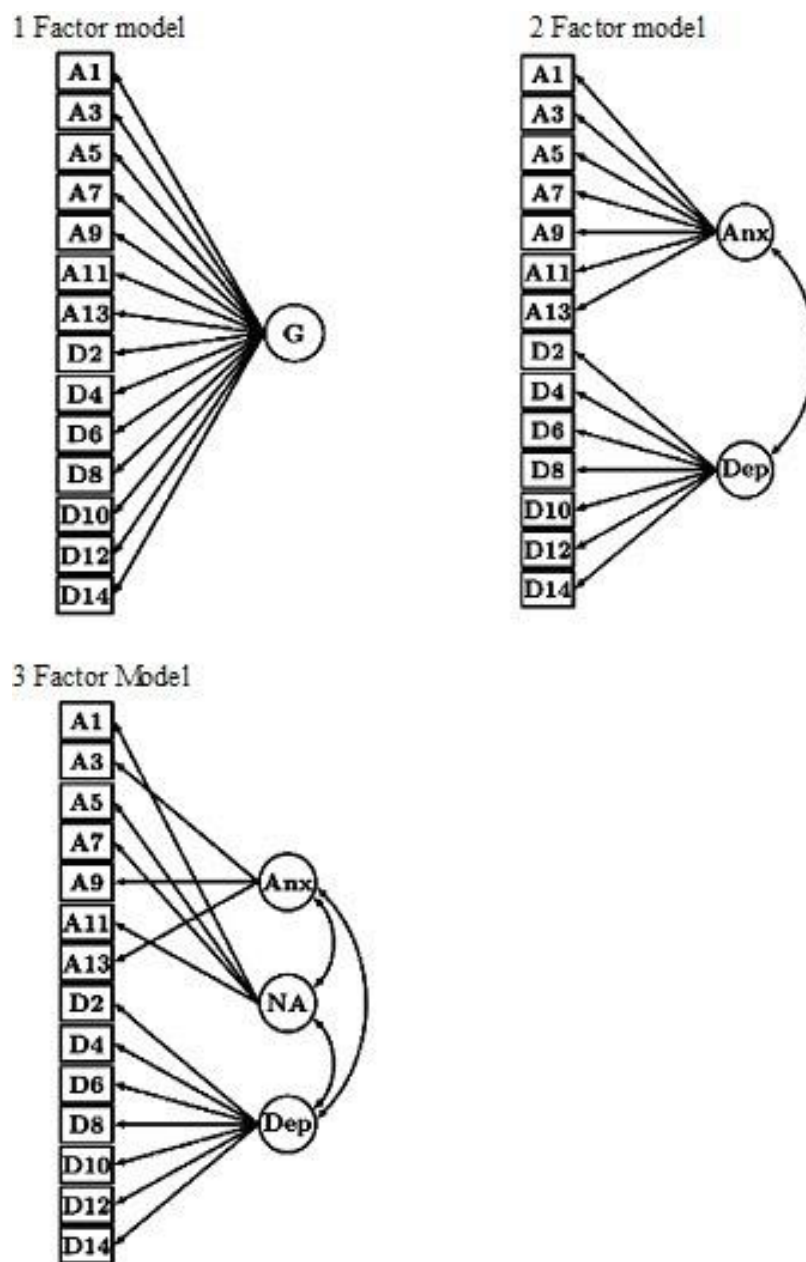 1 Factor model
A1
A3
A5
A7
A9
A11
A13
D2
D4
D6
D8
D10
D12
D14
G
2 Factor model
A1
A3
A5
A7
A9
A11
A13
D2
D4
D6
D8
D10
D12
D14
Anx
Dep
3 Factor Model
A1
A3
A5
A7
A9
A11
A13
D2
D4
D6
D8
D10
D12
D14
Anx
NA
Dep